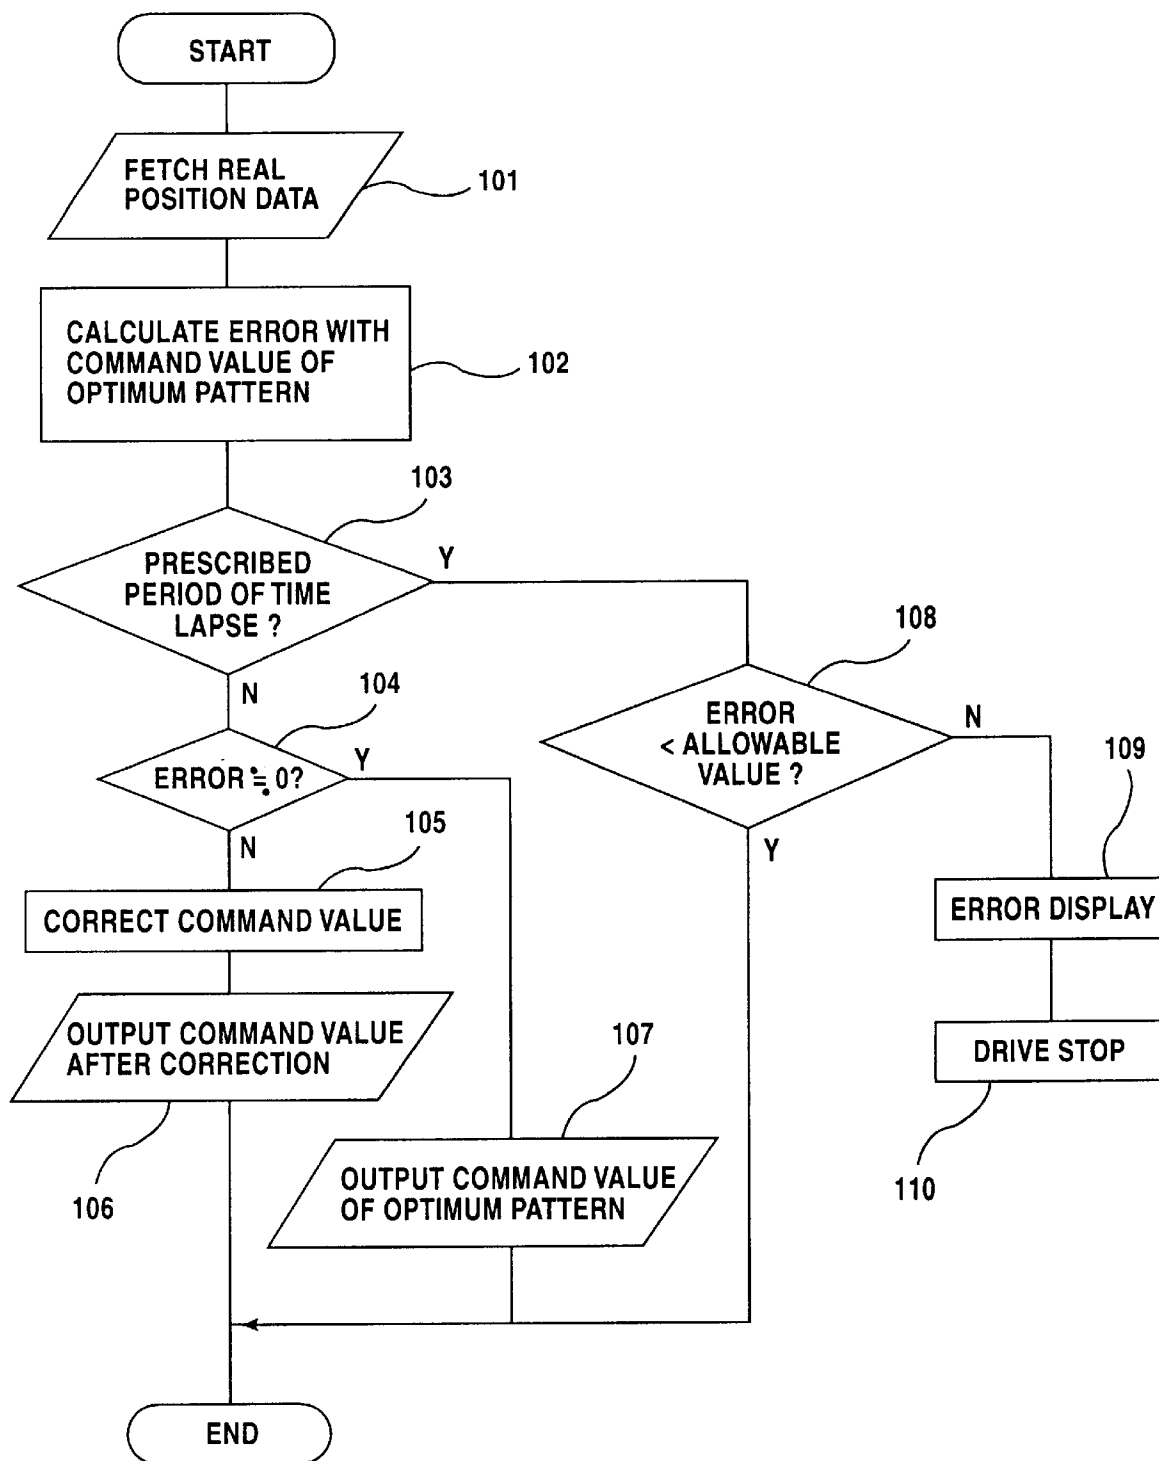 START
FETCH REAL
POSITION DATA
101
CALCULATE ERROR WITH
COMMAND VALUE OF
OPTIMUM PATTERN
102
103
PRESCRIBED
PERIOD OF TIME
LAPSE ?
Y
N
104
ERROR ≒ 0?
Y
N
105
CORRECT COMMAND VALUE
OUTPUT COMMAND VALUE
AFTER CORRECTION
106
107
OUTPUT COMMAND VALUE
OF OPTIMUM PATTERN
108
ERROR
< ALLOWABLE
VALUE ?
N
Y
109
ERROR DISPLAY
DRIVE STOP
110
END